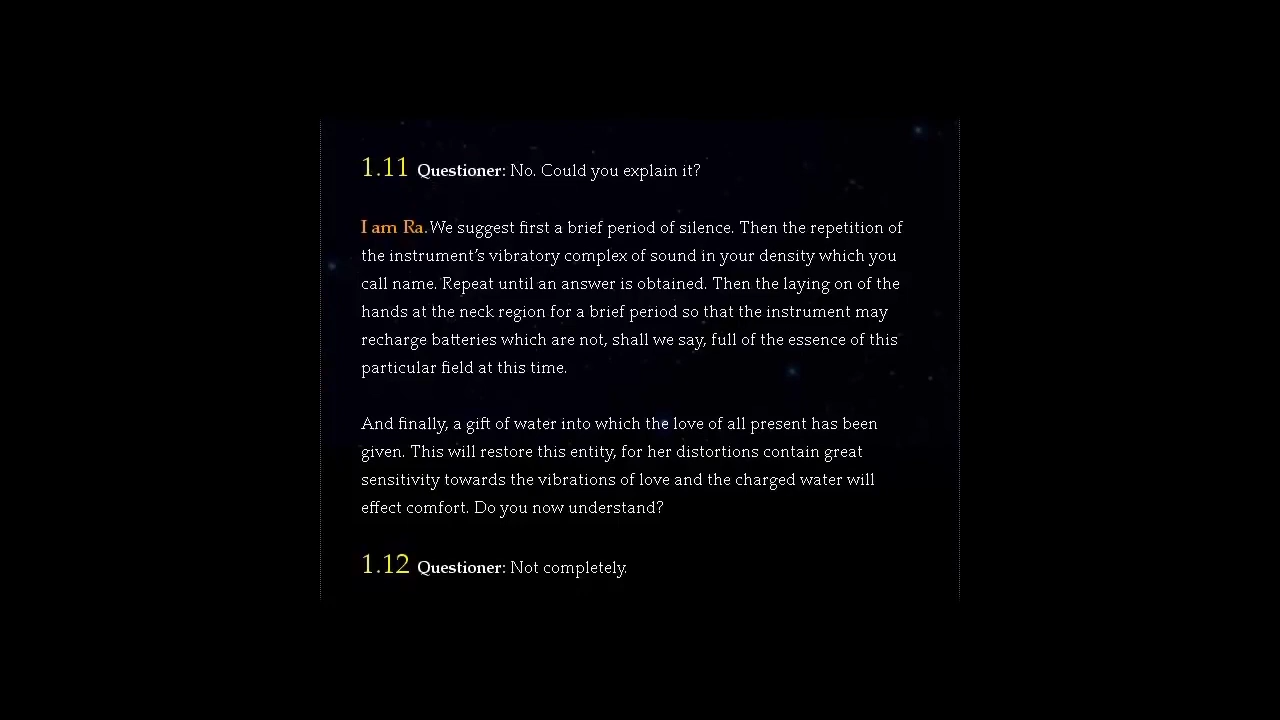 1.11 Questioner: No. Could you explain it?
I am Ra. We suggest first a brief period of silence. Then the repetition of
the instrument's vibratory complex of sound in your density which you
call name. Repeat until an answer is obtained. Then the laying on of the
hands at the neck region for a brief period so that the instrument may
recharge batteries which are not, shall we say, full of the essence of this
particular field at this time.
And finally, a gift of water into which the love of all present has been
given. This will restore this entity, for her distortions contain great
sensitivity towards the vibrations of love and the charged water will
effect comfort. Do you now understand?
1.12 Questioner: Not completely.